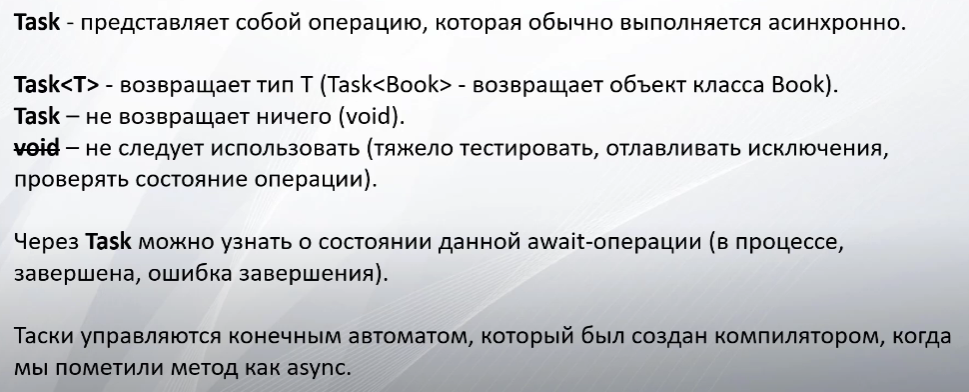 Task - представляет собой операцию, которая обычно выполняется асинхронно.
Task<T> - возвращает тип T (Task<Book> - возвращает объект класса Book).
Task – не возвращает ничего (void).
void – не следует использовать (тяжело тестировать, отлавливать исключения,
проверять состояние операции).
Через Task можно узнать о состоянии данной await-операции (в процессе,
завершена, ошибка завершения).
Таски управляются конечным автоматом, который был создан компилятором, когда
мы пометили метод как async.